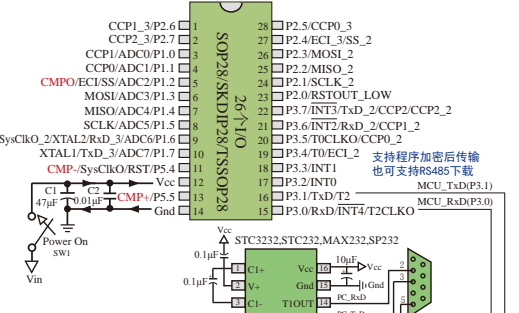 CCP1_3/P2.6 1
CCP2_3/P2.7 2
CCP1/ADC0/P1.0 3
CCP0/ADC1/P1.1 4
CMPO/ECI/SS/ADC2/P1.2 5
MOSI/ADC3/P1.3 6
MISO/ADC4/P1.4 7
SCLK/ADC5/P1.5 8
SysClkO_2/XTAL2/RxD_3/ADC6/P1.6 9
XTAL1/TxD_3/ADC7/P1.7 10
CMP-/SysClkO/RST/P5.4 11
Vcc 12
CMP+/P5.5 13
Gnd 14
SOP28/SKDIP28/TSSOP28
26个I/O
28 P2.5/CCP0_3
27 P2.4/ECI_3/SS_2
26 P2.3/MOSI_2
25 P2.2/MISO_2
24 P2.1/SCLK_2
23 P2.0/RSTOUT_LOW
22 P3.7/INT3/TxD_2/CCP2/CCP2_2
21 P3.6/INT2/RxD_2/CCP1_2
20 P3.5/T0CLKO/CCP0_2
19 P3.4/T0/ECI_2
18 P3.3/INT1
17 P3.2/INT0
16 P3.1/TxD/T2
15 P3.0/RxD/INT4/T2CLKO
支持程序加密后传输
也可支持RS485下载
MCU_TxD(P3.1)
MCU_RxD(P3.0)
C1
47μF
C2
0.01μF
Power On
SW1
Vin
Vcc
STC3232,STC232,MAX232,SP232
0.1μF
0.1μF
1 C1+
2 V+
3 C1-
Vcc 16
Gnd 15
T1OUT 14
10μF
Vcc
Gnd
PC_RxD
2
3
5